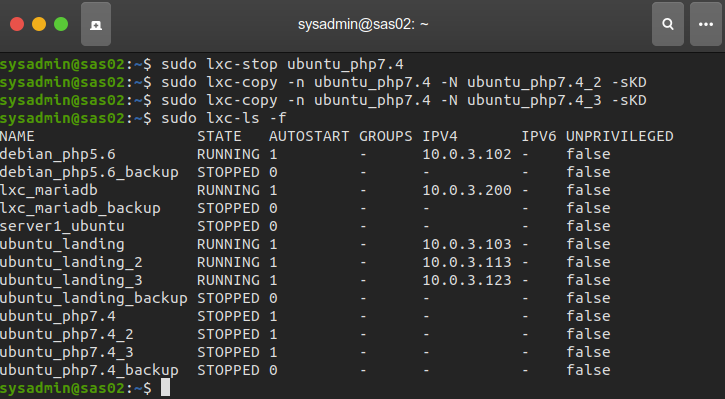 sysadmin@sas02: ~
sysadmin@sas02:~$ sudo lxc-stop ubuntu_php7.4
sysadmin@sas02:~$ sudo lxc-copy -n ubuntu_php7.4 -N ubuntu_php7.4_2 -sKD
sysadmin@sas02:~$ sudo lxc-copy -n ubuntu_php7.4 -N ubuntu_php7.4_3 -sKD
sysadmin@sas02:~$ sudo lxc-ls -f
NAME                  STATE   AUTOSTART GROUPS IPV4       IPV6 UNPRIVILEGED
debian_php5.6         RUNNING 1         -      10.0.3.102 -    false
debian_php5.6_backup  STOPPED 0         -      -          -    false
lxc_mariadb           RUNNING 1         -      10.0.3.200 -    false
lxc_mariadb_backup    STOPPED 0         -      -          -    false
server1_ubuntu        STOPPED 0         -      -          -    false
ubuntu_landing        RUNNING 1         -      10.0.3.103 -    false
ubuntu_landing_2      RUNNING 1         -      10.0.3.113 -    false
ubuntu_landing_3      RUNNING 1         -      10.0.3.123 -    false
ubuntu_landing_backup STOPPED 0         -      -          -    false
ubuntu_php7.4         STOPPED 1         -      -          -    false
ubuntu_php7.4_2       STOPPED 1         -      -          -    false
ubuntu_php7.4_3       STOPPED 1         -      -          -    false
ubuntu_php7.4_backup  STOPPED 0         -      -          -    false
sysadmin@sas02:~$